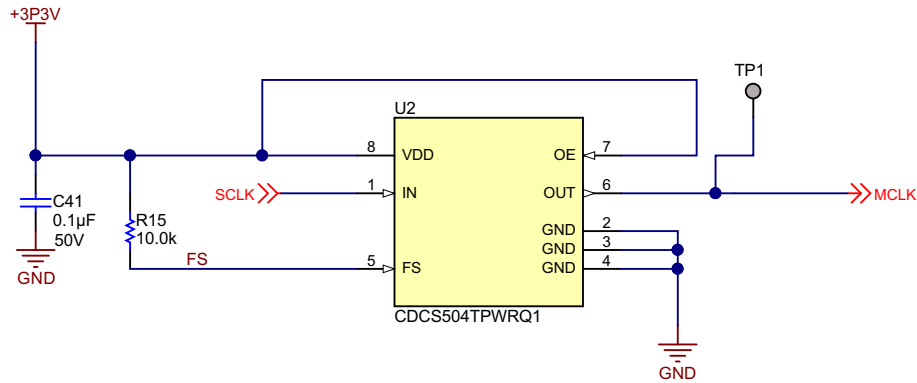 +3P3V
TP1
U2
8 VDD
OE 7
SCLK
1 IN
OUT 6
MCLK
C41
0.1µF
50V
R15
10.0k
GND 2
GND 3
GND 4
FS
5 FS
GND
CDCS504TPWRQ1
GND